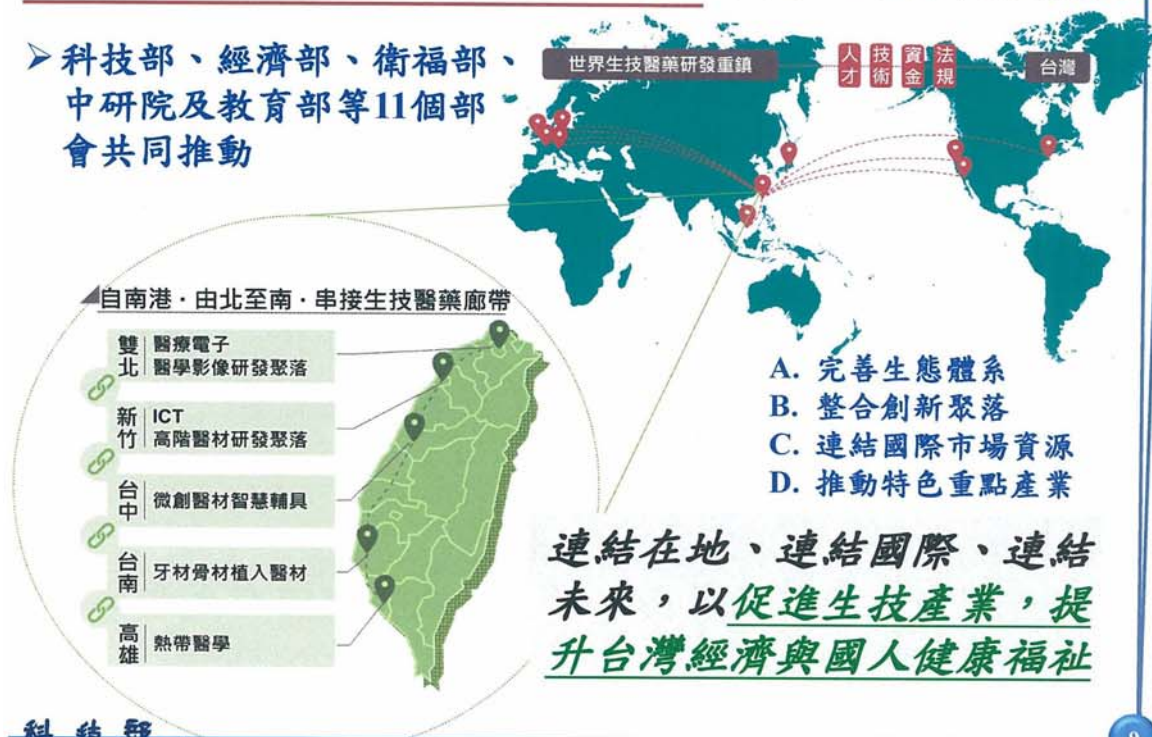 ➢ 科技部、經濟部、衛福部、
中研院及教育部等11個部
會共同推動
世界生技醫藥研發重鎮
人才
技術
資金
法規
台灣
自南港・由北至南・串接生技醫藥廊帶
雙北
醫療電子
醫學影像研發聚落
新竹
ICT
高階醫材研發聚落
台中
微創醫材智慧輔具
台南
牙材骨材植入醫材
高雄
熱帶醫學
A. 完善生態體系
B. 整合創新聚落
C. 連結國際市場資源
D. 推動特色重點產業
連結在地、連結國際、連結
未來，以促進生技產業，提
升台灣經濟與國人健康福祉
科技部
9